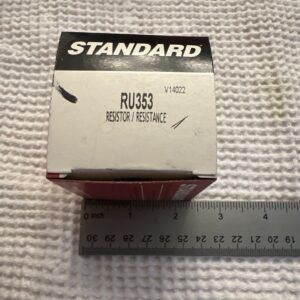 STANDARD
V14022
RU353
RESISTOR / RESISTANCE
0 inch 1 2 3 4
30 29 28 27 26 25 24 23 22 21 20 19